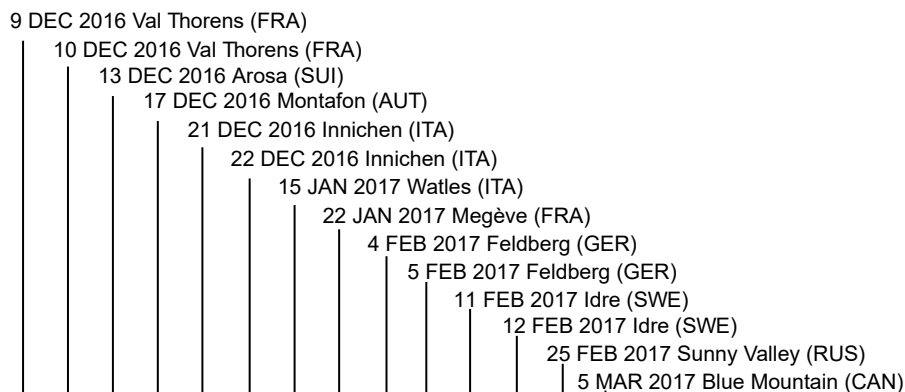 9 DEC 2016 Val Thorens (FRA)
10 DEC 2016 Val Thorens (FRA)
13 DEC 2016 Arosa (SUI)
17 DEC 2016 Montafon (AUT)
21 DEC 2016 Innichen (ITA)
22 DEC 2016 Innichen (ITA)
15 JAN 2017 Watles (ITA)
22 JAN 2017 Megève (FRA)
4 FEB 2017 Feldberg (GER)
5 FEB 2017 Feldberg (GER)
11 FEB 2017 Idre (SWE)
12 FEB 2017 Idre (SWE)
25 FEB 2017 Sunny Valley (RUS)
5 MAR 2017 Blue Mountain (CAN)